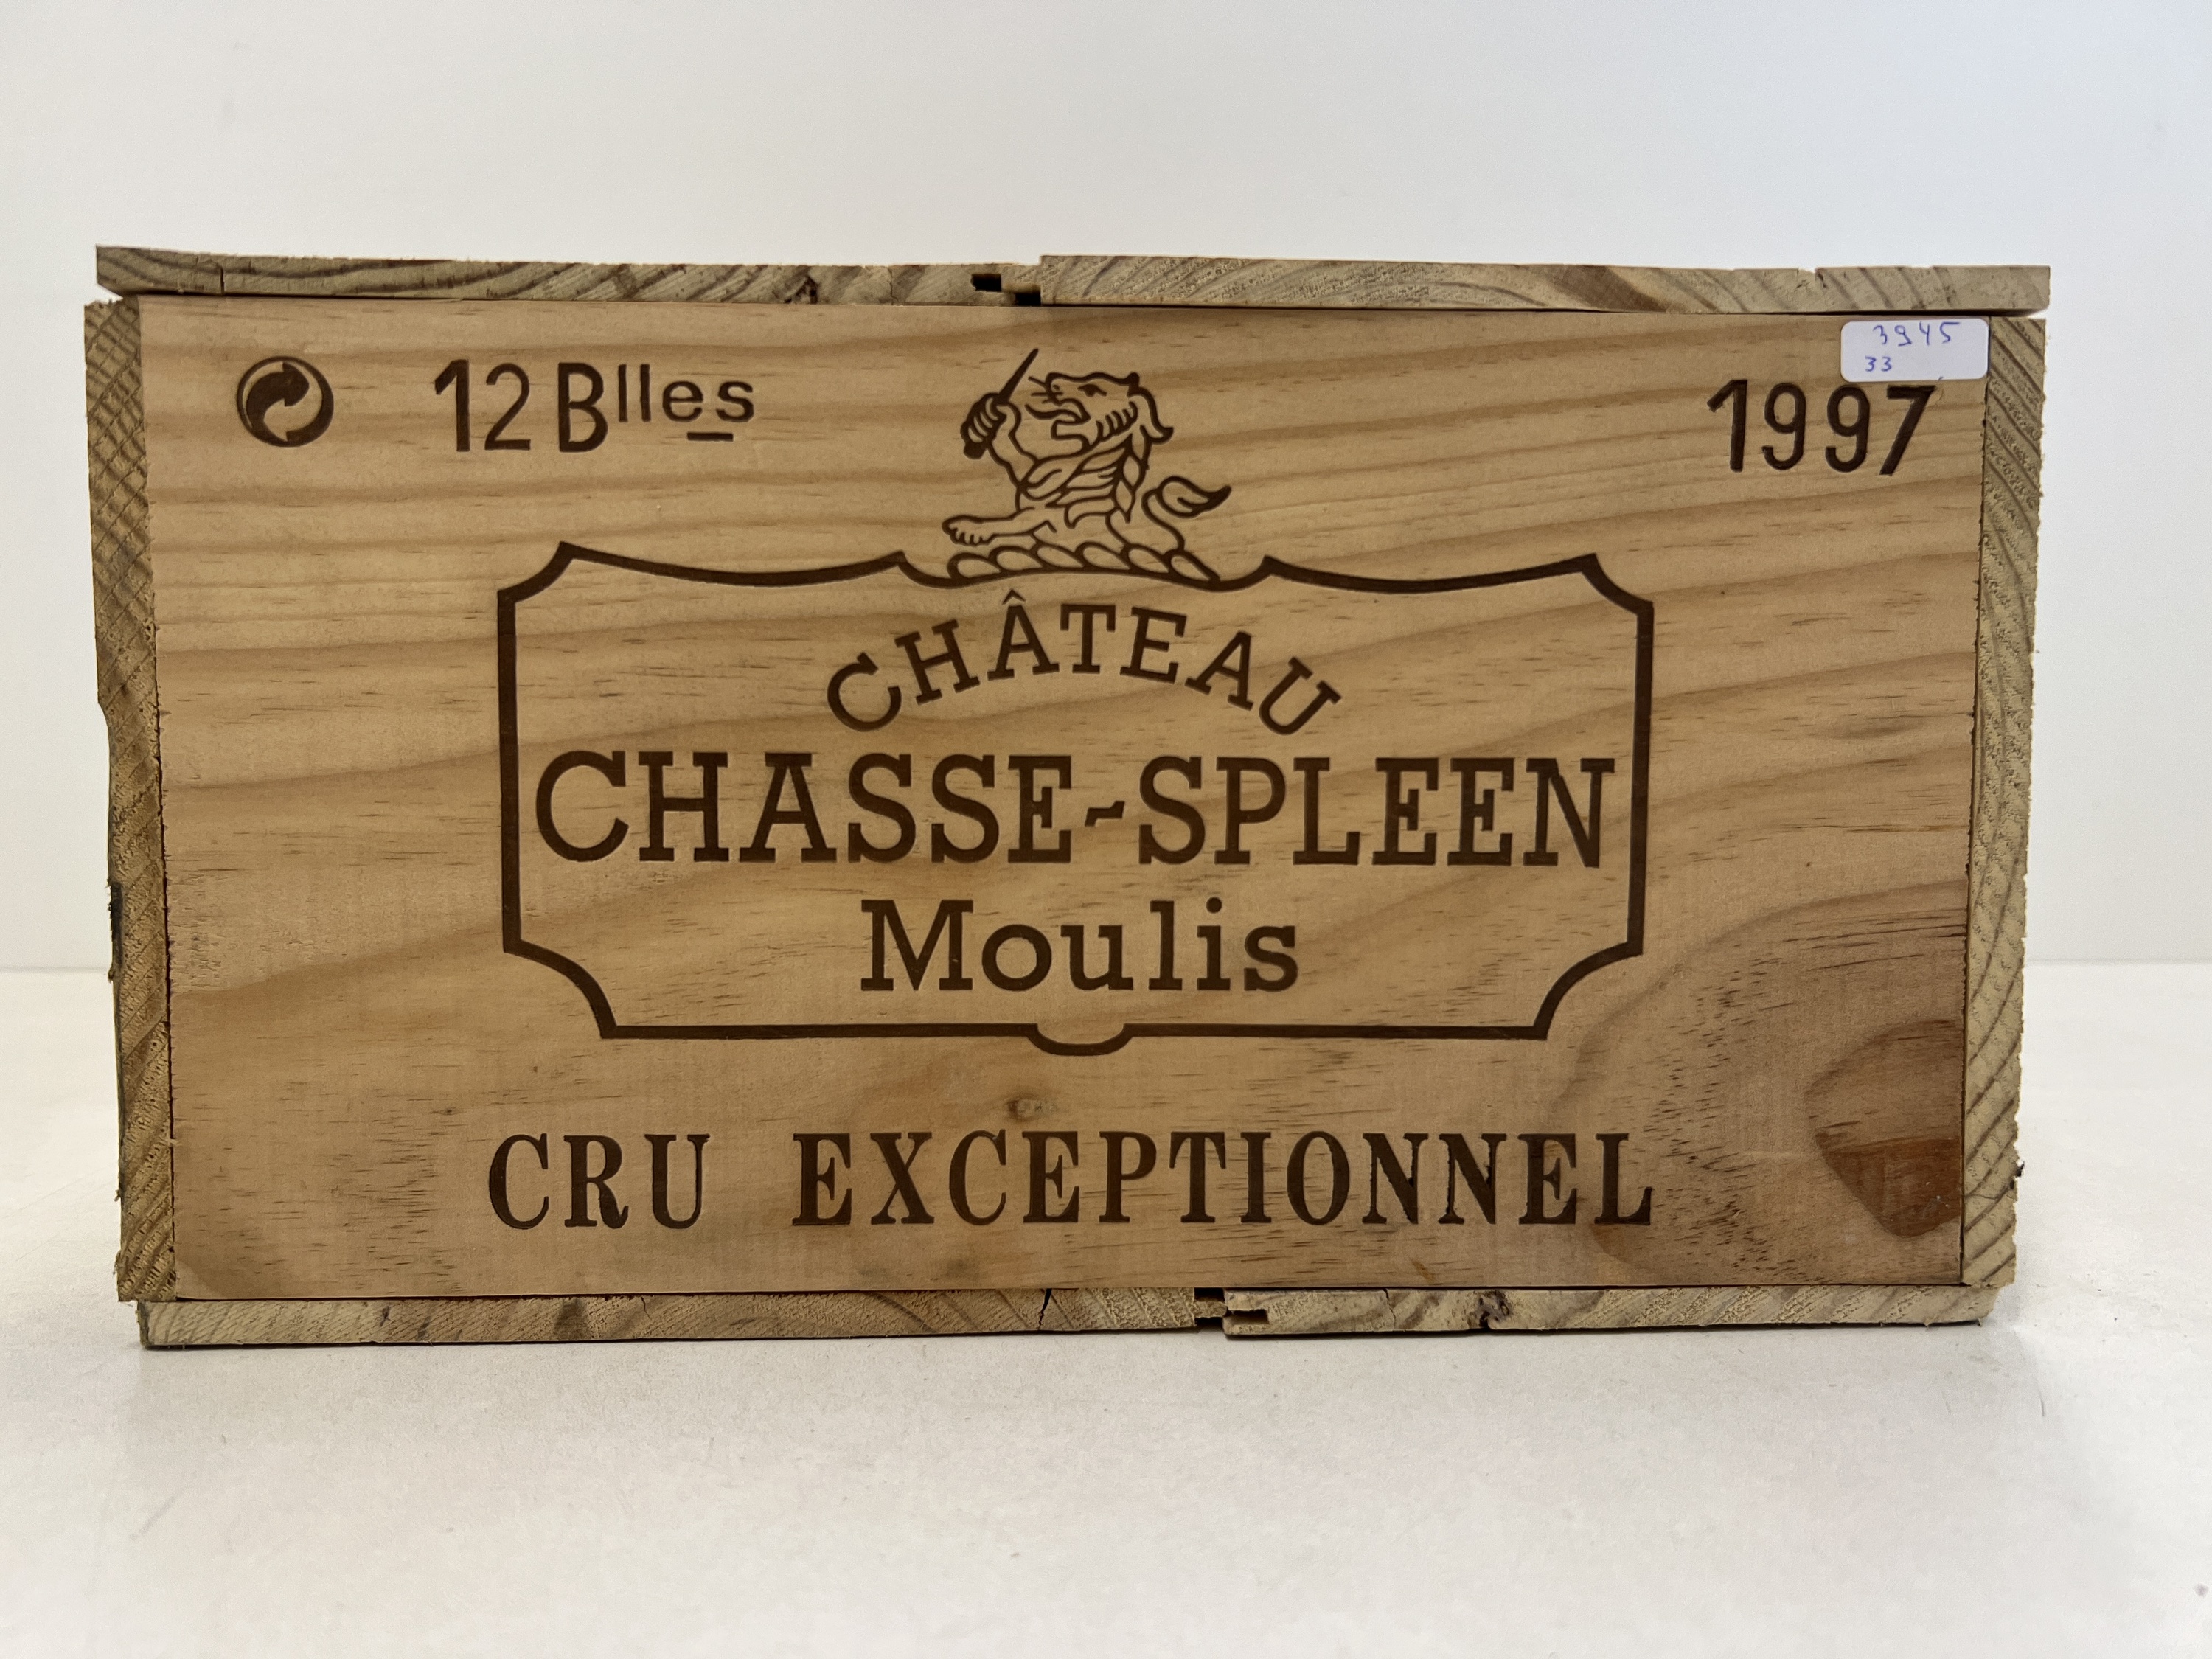 3945
33
12 Blles
1997
CHÂTEAU
CHASSE-SPLEEN
Moulis
CRU EXCEPTIONNEL